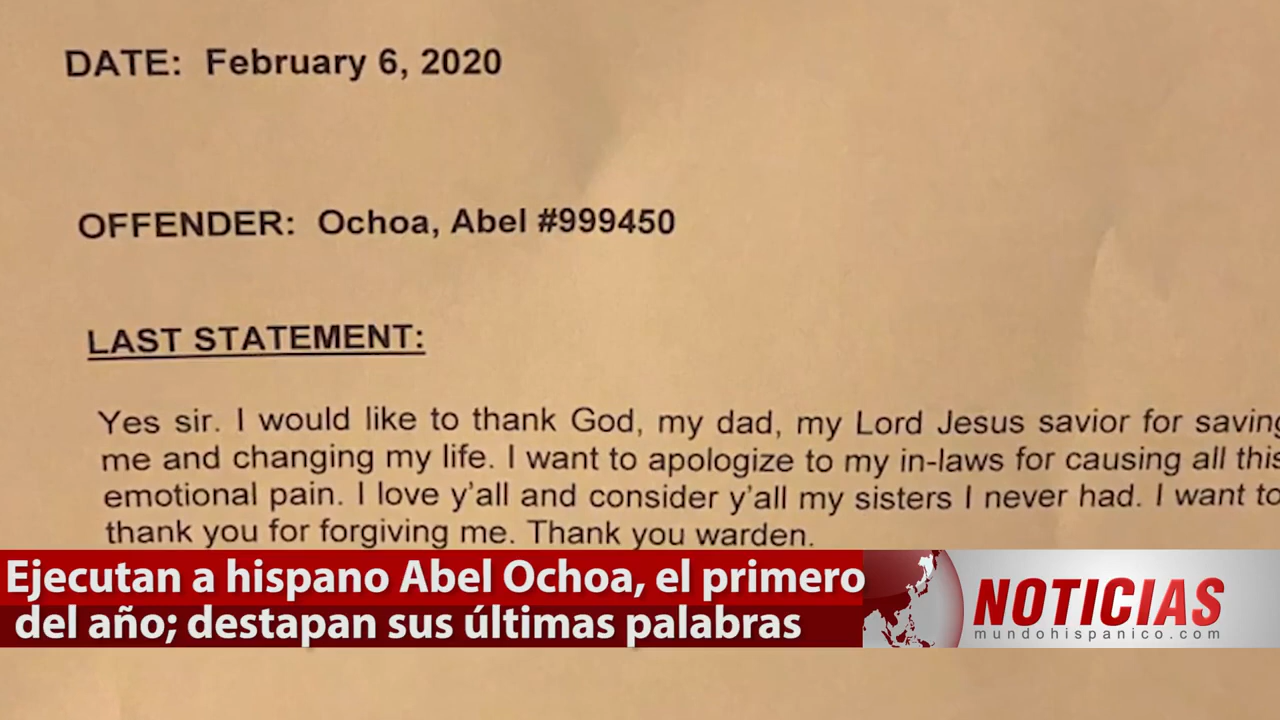 DATE: February 6, 2020
OFFENDER: Ochoa, Abel #999450
LAST STATEMENT:
Yes sir. I would like to thank God, my dad, my Lord Jesus savior for saving
me and changing my life. I want to apologize to my in-laws for causing all this
emotional pain. I love y'all and consider y'all my sisters I never had. I want to
thank you for forgiving me. Thank you warden.
Ejecutan a hispano Abel Ochoa, el primero
del año; destapan sus últimas palabras
NOTICIAS
mundohispanico.com